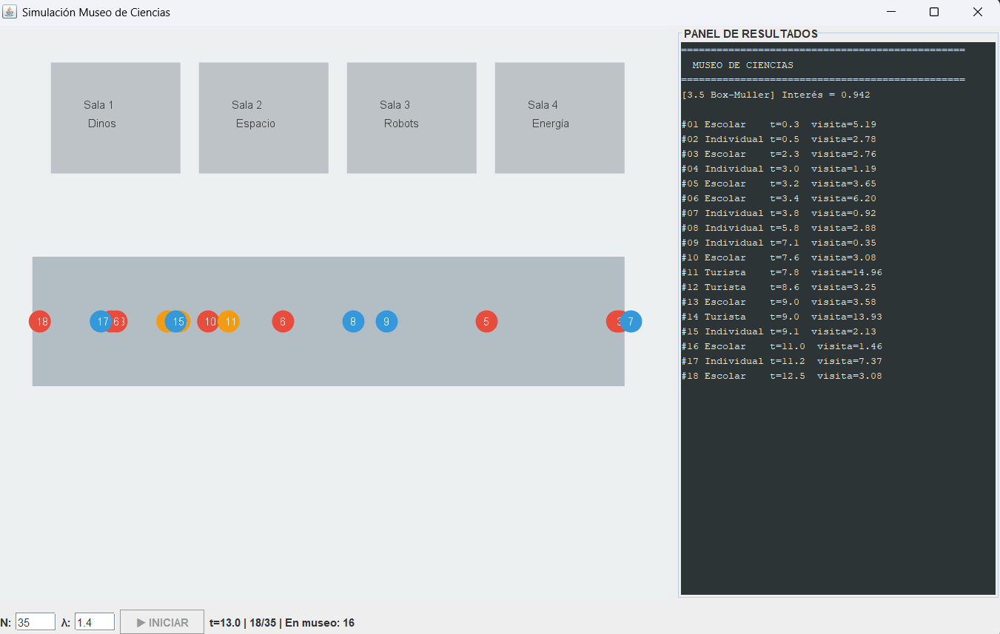 Simulación Museo de Ciencias
Sala 1
Dinos
Sala 2
Espacio
Sala 3
Robots
Sala 4
Energía
18
17
63
15
10
11
6
8
9
5
3
7
PANEL DE RESULTADOS
================================================
MUSEO DE CIENCIAS
================================================
[3.5 Box-Muller] Interés = 0.942
#01 Escolar    t=0.3  visita=5.19
#02 Individual t=0.5  visita=2.78
#03 Escolar    t=2.3  visita=2.76
#04 Individual t=3.0  visita=1.19
#05 Escolar    t=3.2  visita=3.65
#06 Escolar    t=3.4  visita=6.20
#07 Individual t=3.8  visita=0.92
#08 Individual t=5.8  visita=2.88
#09 Individual t=7.1  visita=0.35
#10 Escolar    t=7.6  visita=3.08
#11 Turista    t=7.8  visita=14.96
#12 Turista    t=8.6  visita=3.25
#13 Escolar    t=9.0  visita=3.58
#14 Turista    t=9.0  visita=13.93
#15 Individual t=9.1  visita=2.13
#16 Escolar    t=11.0  visita=1.46
#17 Individual t=11.2  visita=7.37
#18 Escolar    t=12.5  visita=3.08
N: 35 λ: 1.4 ▶ INICIAR t=13.0 | 18/35 | En museo: 16